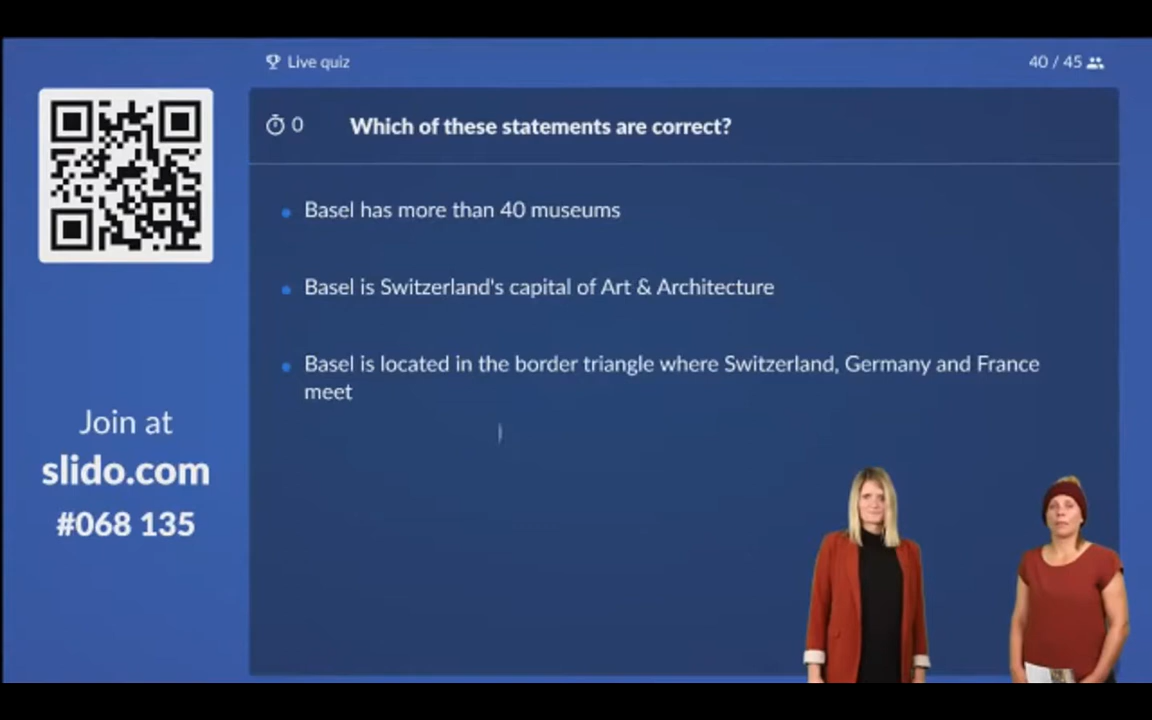 Live quiz
40 / 45
0
Which of these statements are correct?
Basel has more than 40 museums
Basel is Switzerland's capital of Art & Architecture
Basel is located in the border triangle where Switzerland, Germany and France
meet
Join at
slido.com
#068 135